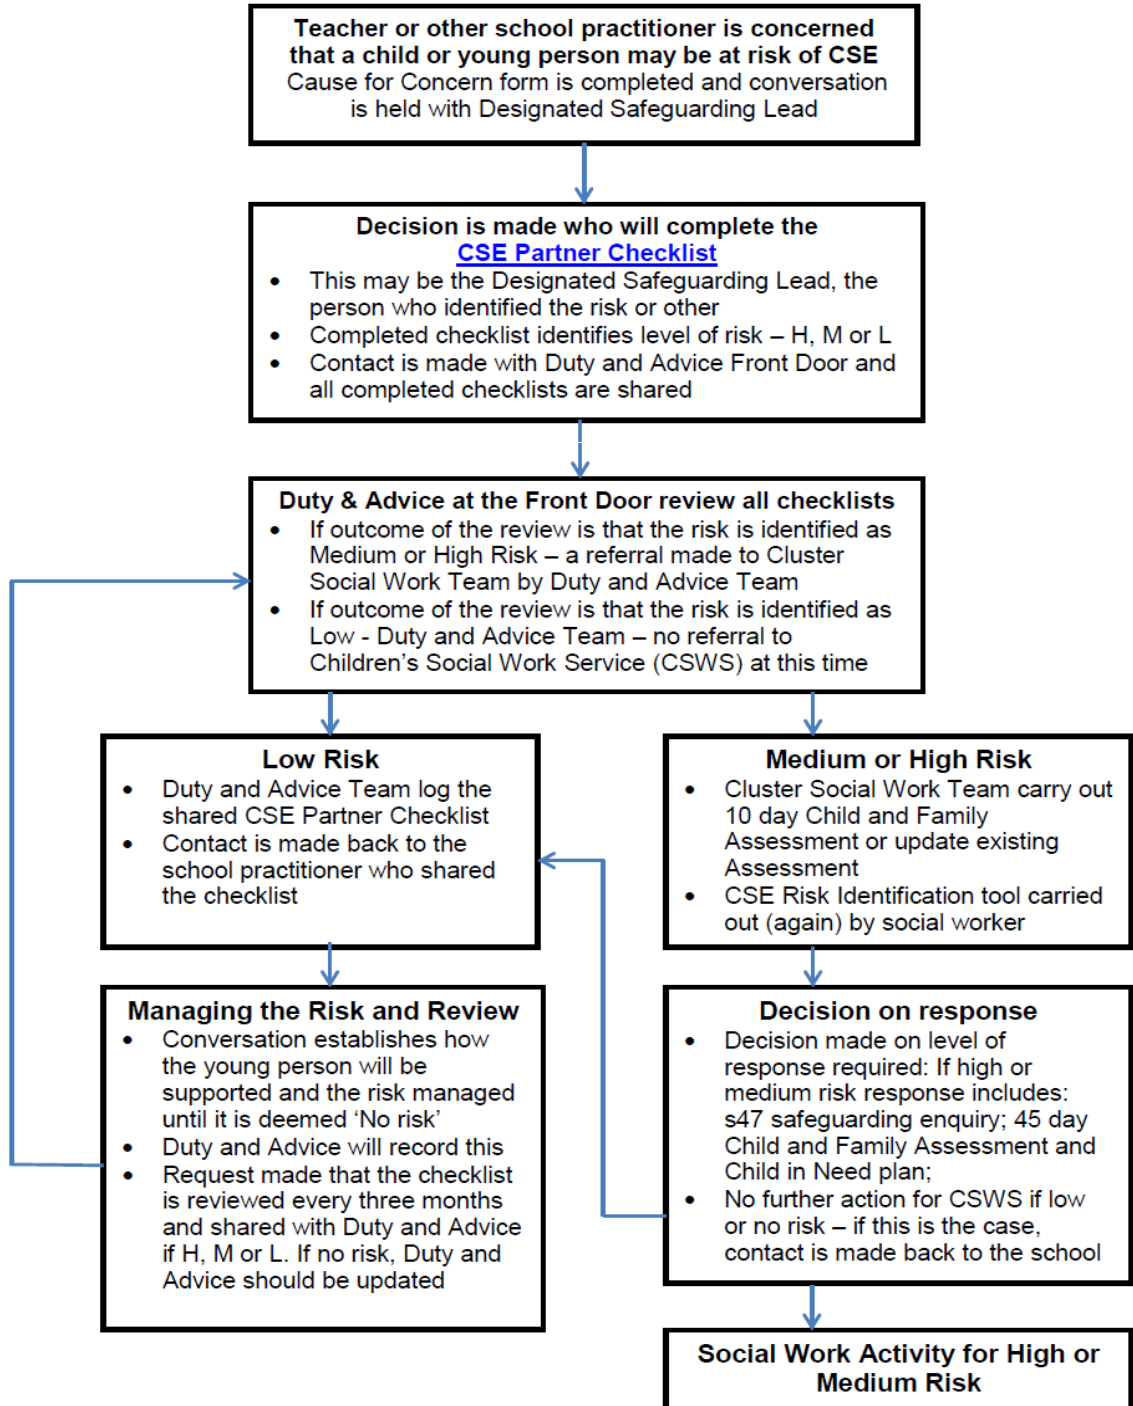 Teacher or other school practitioner is concerned
that a child or young person may be at risk of CSE
Cause for Concern form is completed and conversation
is held with Designated Safeguarding Lead
Decision is made who will complete the
CSE Partner Checklist
• This may be the Designated Safeguarding Lead, the
person who identified the risk or other
• Completed checklist identifies level of risk – H, M or L
• Contact is made with Duty and Advice Front Door and
all completed checklists are shared
Duty & Advice at the Front Door review all checklists
• If outcome of the review is that the risk is identified as
Medium or High Risk – a referral made to Cluster
Social Work Team by Duty and Advice Team
• If outcome of the review is that the risk is identified as
Low - Duty and Advice Team – no referral to
Children's Social Work Service (CSWS) at this time
Low Risk
• Duty and Advice Team log the
shared CSE Partner Checklist
• Contact is made back to the
school practitioner who shared
the checklist
Medium or High Risk
• Cluster Social Work Team carry out
10 day Child and Family
Assessment or update existing
Assessment
• CSE Risk Identification tool carried
out (again) by social worker
Managing the Risk and Review
• Conversation establishes how
the young person will be
supported and the risk managed
until it is deemed 'No risk'
• Duty and Advice will record this
• Request made that the checklist
is reviewed every three months
and shared with Duty and Advice
if H, M or L. If no risk, Duty and
Advice should be updated
Decision on response
• Decision made on level of
response required: If high or
medium risk response includes:
s47 safeguarding enquiry; 45 day
Child and Family Assessment and
Child in Need plan;
• No further action for CSWS if low
or no risk – if this is the case,
contact is made back to the school
Social Work Activity for High or
Medium Risk